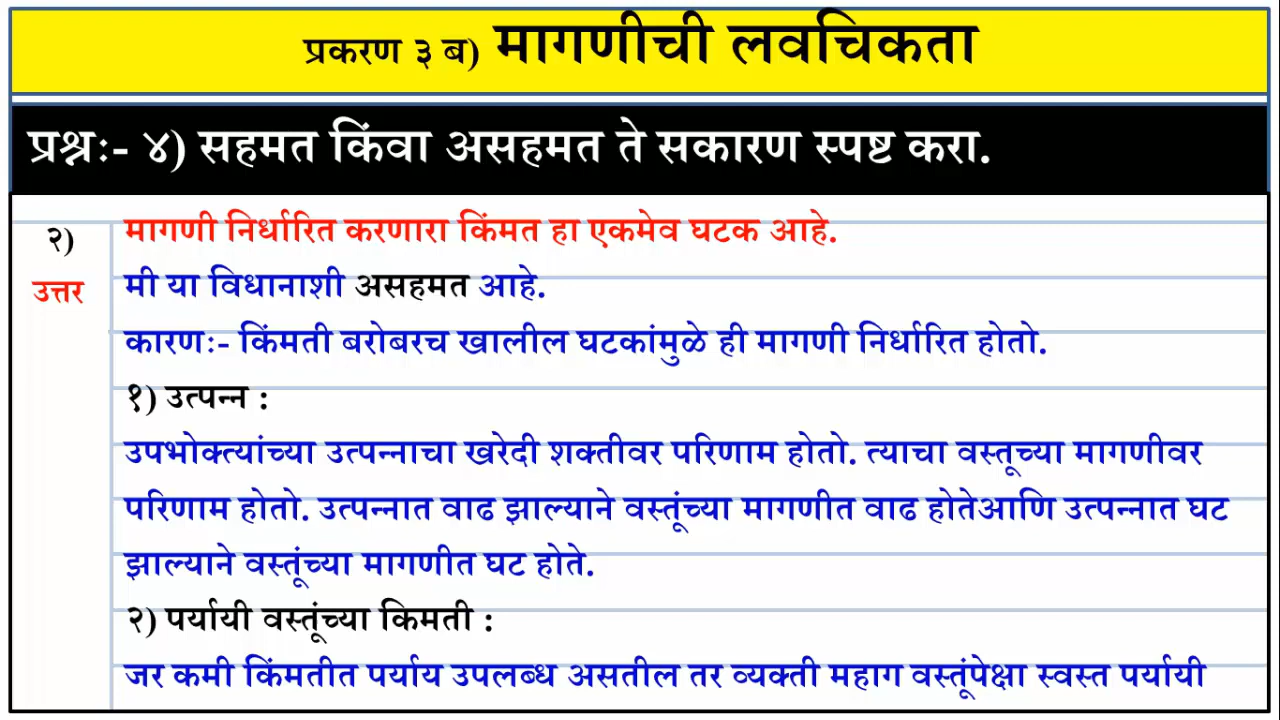 प्रकरण ३ ब) मागणीची लवचिकता
प्रश्नः- ४) सहमत किंवा असहमत ते सकारण स्पष्ट करा.
२) मागणी निर्धारित करणारा किंमत हा एकमेव घटक आहे.
उत्तर मी या विधानाशी असहमत आहे.
कारणः- किंमती बरोबरच खालील घटकांमुळे ही मागणी निर्धारित होतो.
१) उत्पन्न :
उपभोक्त्यांच्या उत्पन्नाचा खरेदी शक्तीवर परिणाम होतो. त्याचा वस्तूच्या मागणीवर
परिणाम होतो. उत्पन्नात वाढ झाल्याने वस्तूंच्या मागणीत वाढ होतेआणि उत्पन्नात घट
झाल्याने वस्तूंच्या मागणीत घट होते.
२) पर्यायी वस्तूंच्या किमती :
जर कमी किंमतीत पर्याय उपलब्ध असतील तर व्यक्ती महाग वस्तूंपेक्षा स्वस्त पर्यायी